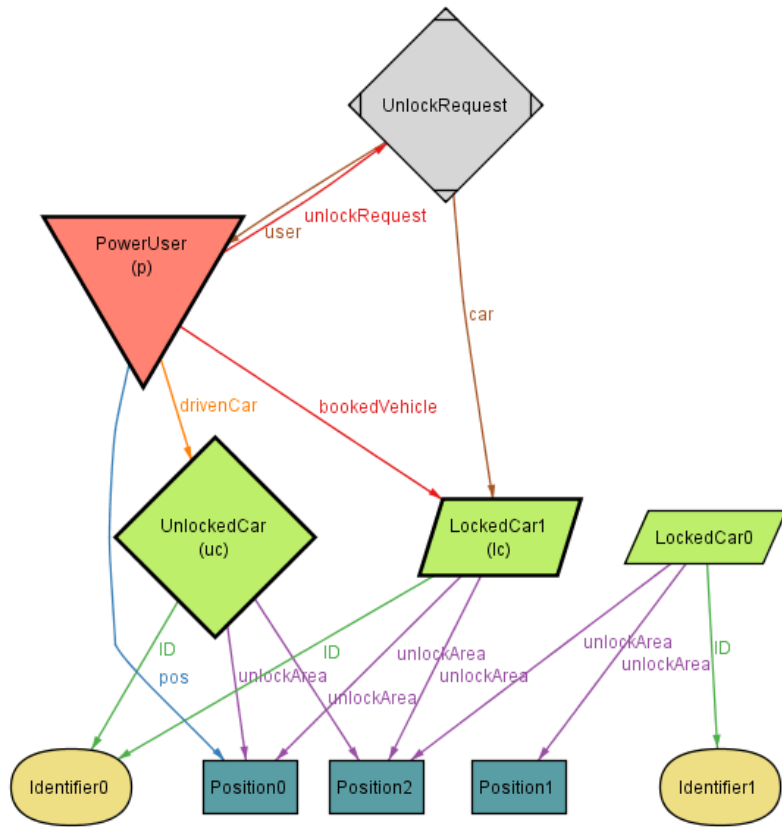 UnlockRequest
unlockRequest
user
PowerUser
(p)
car
drivenCar
bookedVehicle
UnlockedCar
(uc)
LockedCar1
(lc)
LockedCar0
ID
ID
unlockArea
unlockArea
ID
unlockArea
pos
unlockArea
unlockArea
unlockArea
Identifier0
Position0
Position2
Position1
Identifier1